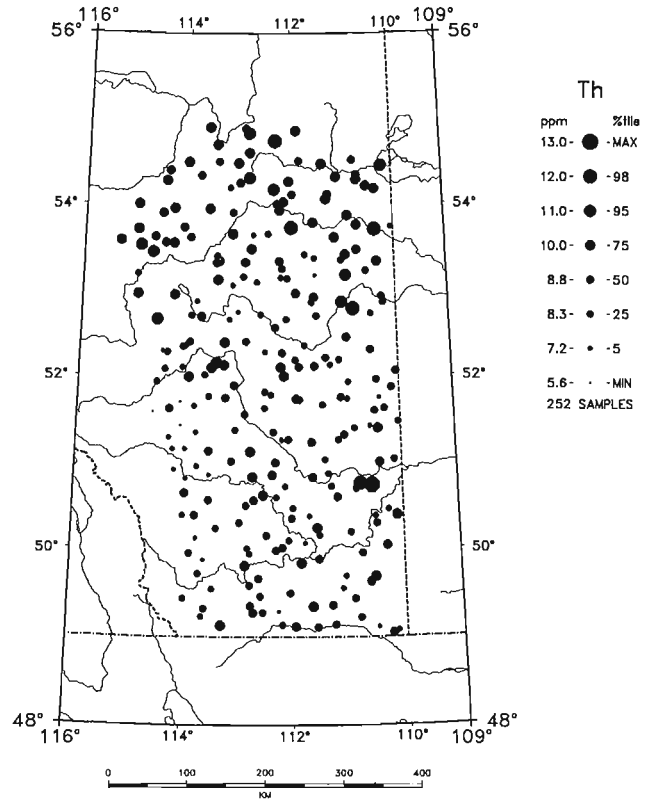 116° 114° 112° 110° 109°
56° 56°
Th
ppm %tile
13.0- -MAX
12.0- -98
54° 54°
11.0- -95
10.0- -75
8.8- -50
8.3- -25
7.2- -5
52° 52°
5.6- -MIN
252 SAMPLES
50° 50°
48° 48°
116° 114° 112° 110° 109°
0 100 200 300 400
KM